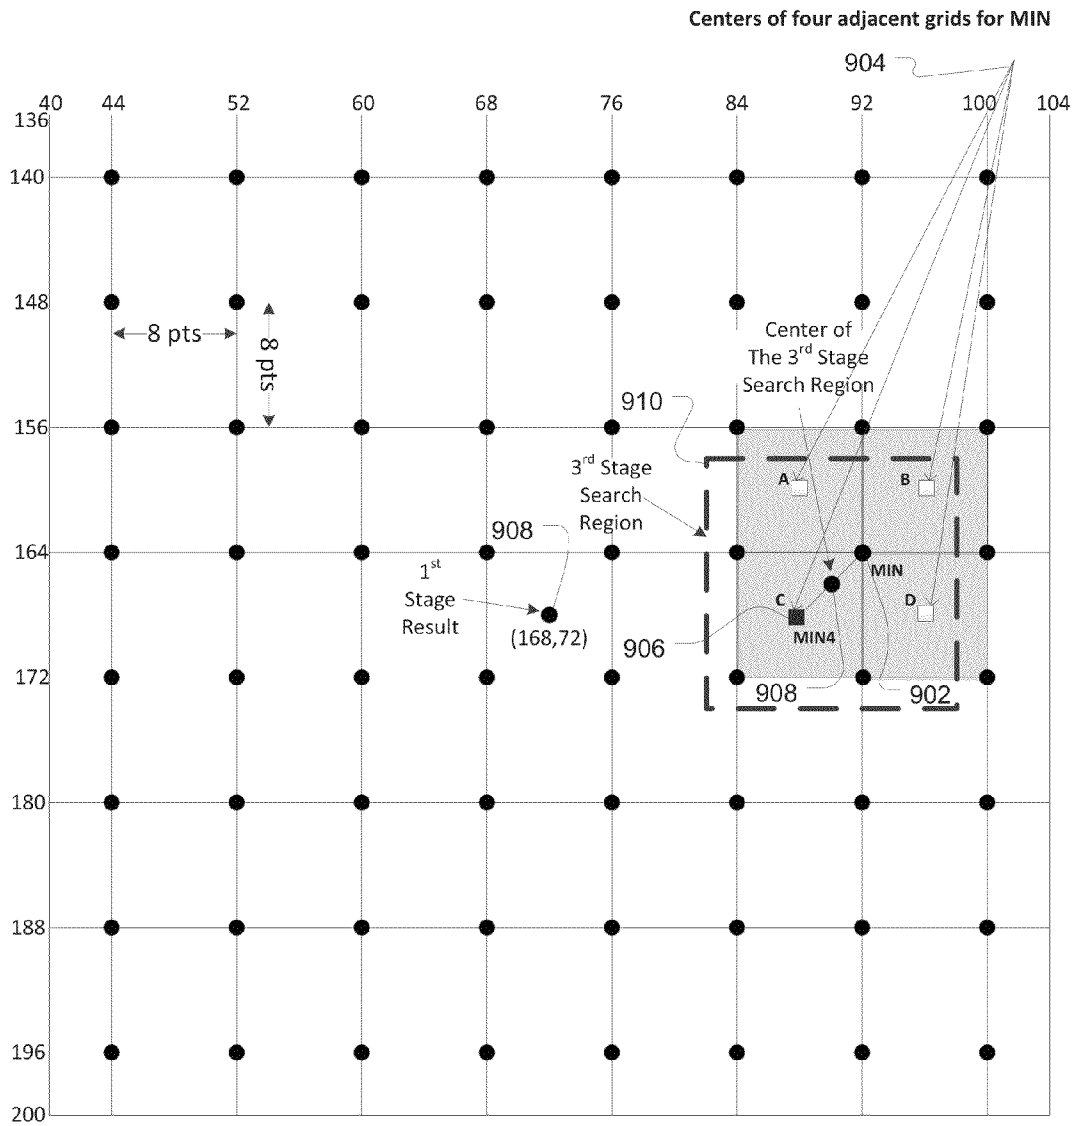 Centers of four adjacent grids for MIN
904
40 44 52 60 68 76 84 92 100 104
136
140
148
8 pts
8 pts
Center of
The 3rd Stage
Search Region
910
156
3rd Stage
Search
Region
A
B
908
164
1st
Stage
Result
(168,72)
MIN
C
D
MIN4
906
172
908
902
180
188
196
200